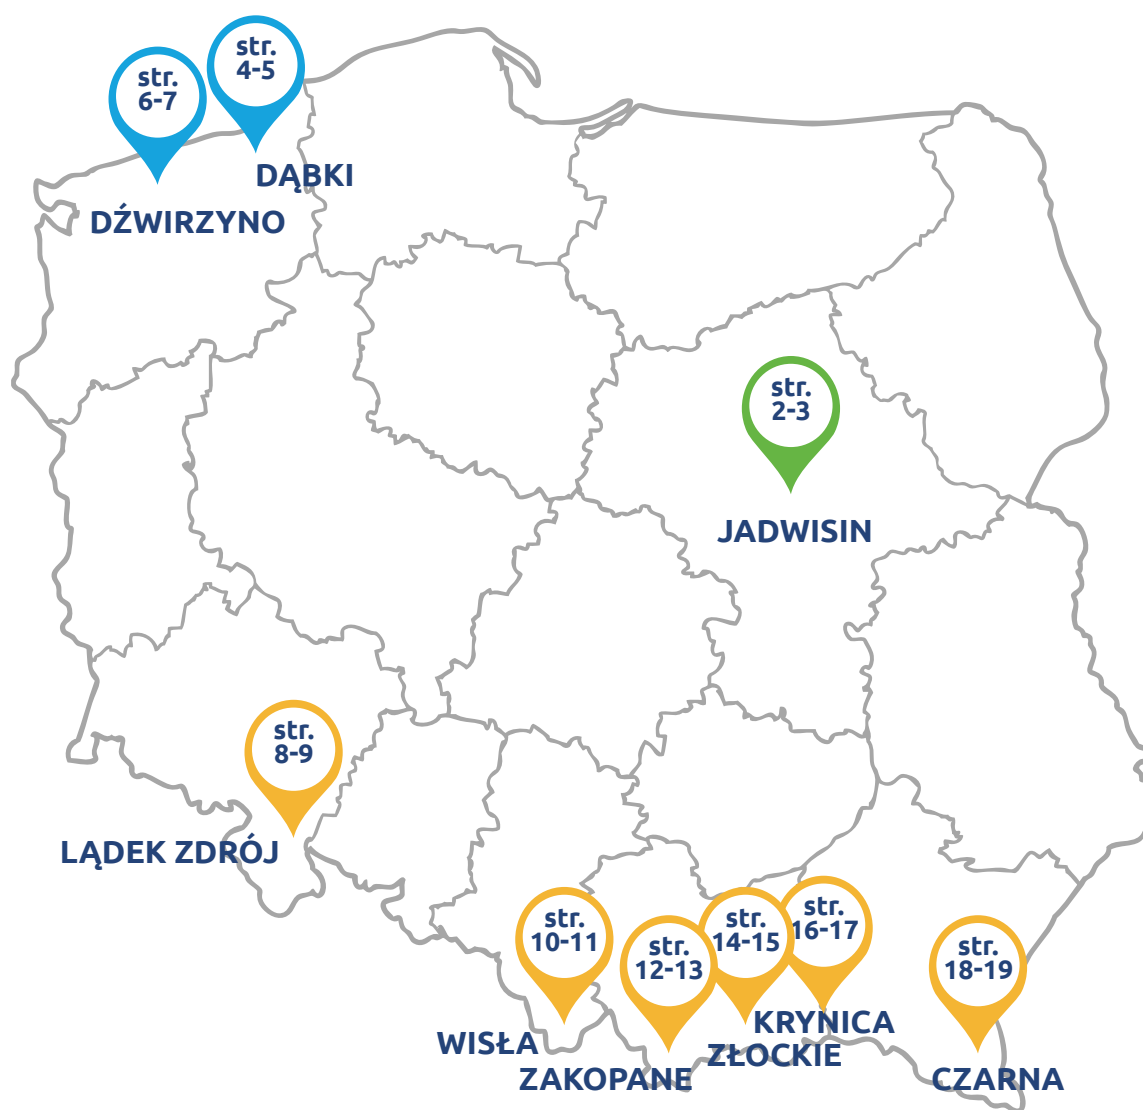 str.
4-5
DĄBKI
str.
6-7
DŹWIRZYNO
str.
2-3
JADWISIN
str.
8-9
LĄDEK ZDRÓJ
str.
10-11
WISŁA
str.
12-13
ZAKOPANE
str.
14-15
ZŁOCKIE
str.
16-17
KRYNICA
str.
18-19
CZARNA